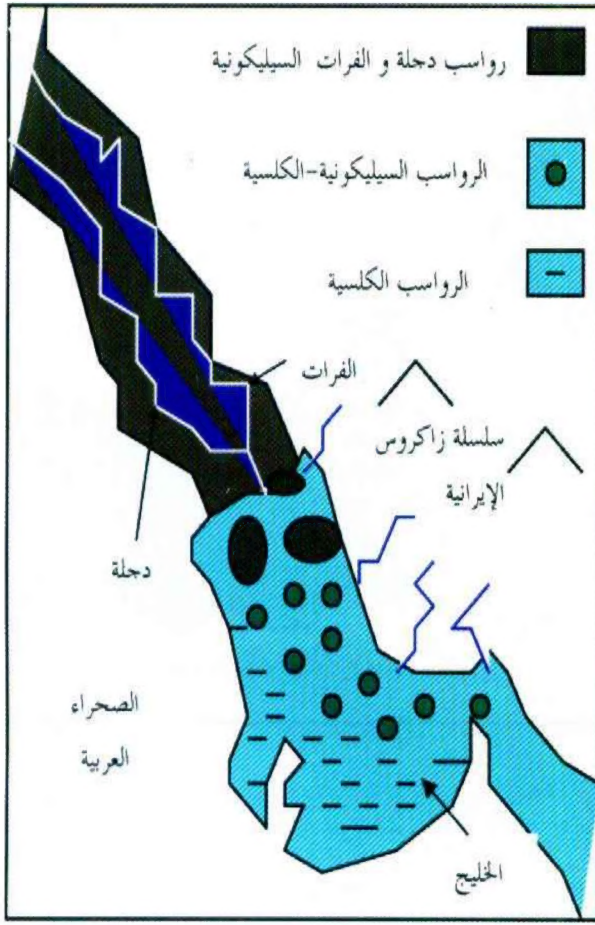 رواسب دجلة و الفرات السيليكونية
الرواسب السيليكونية-الكلسية
الرواسب الكلسية
الفرات
سلسلة زاكروس
الإيرانية
دجلة
الصحراء
العربية
الخليج